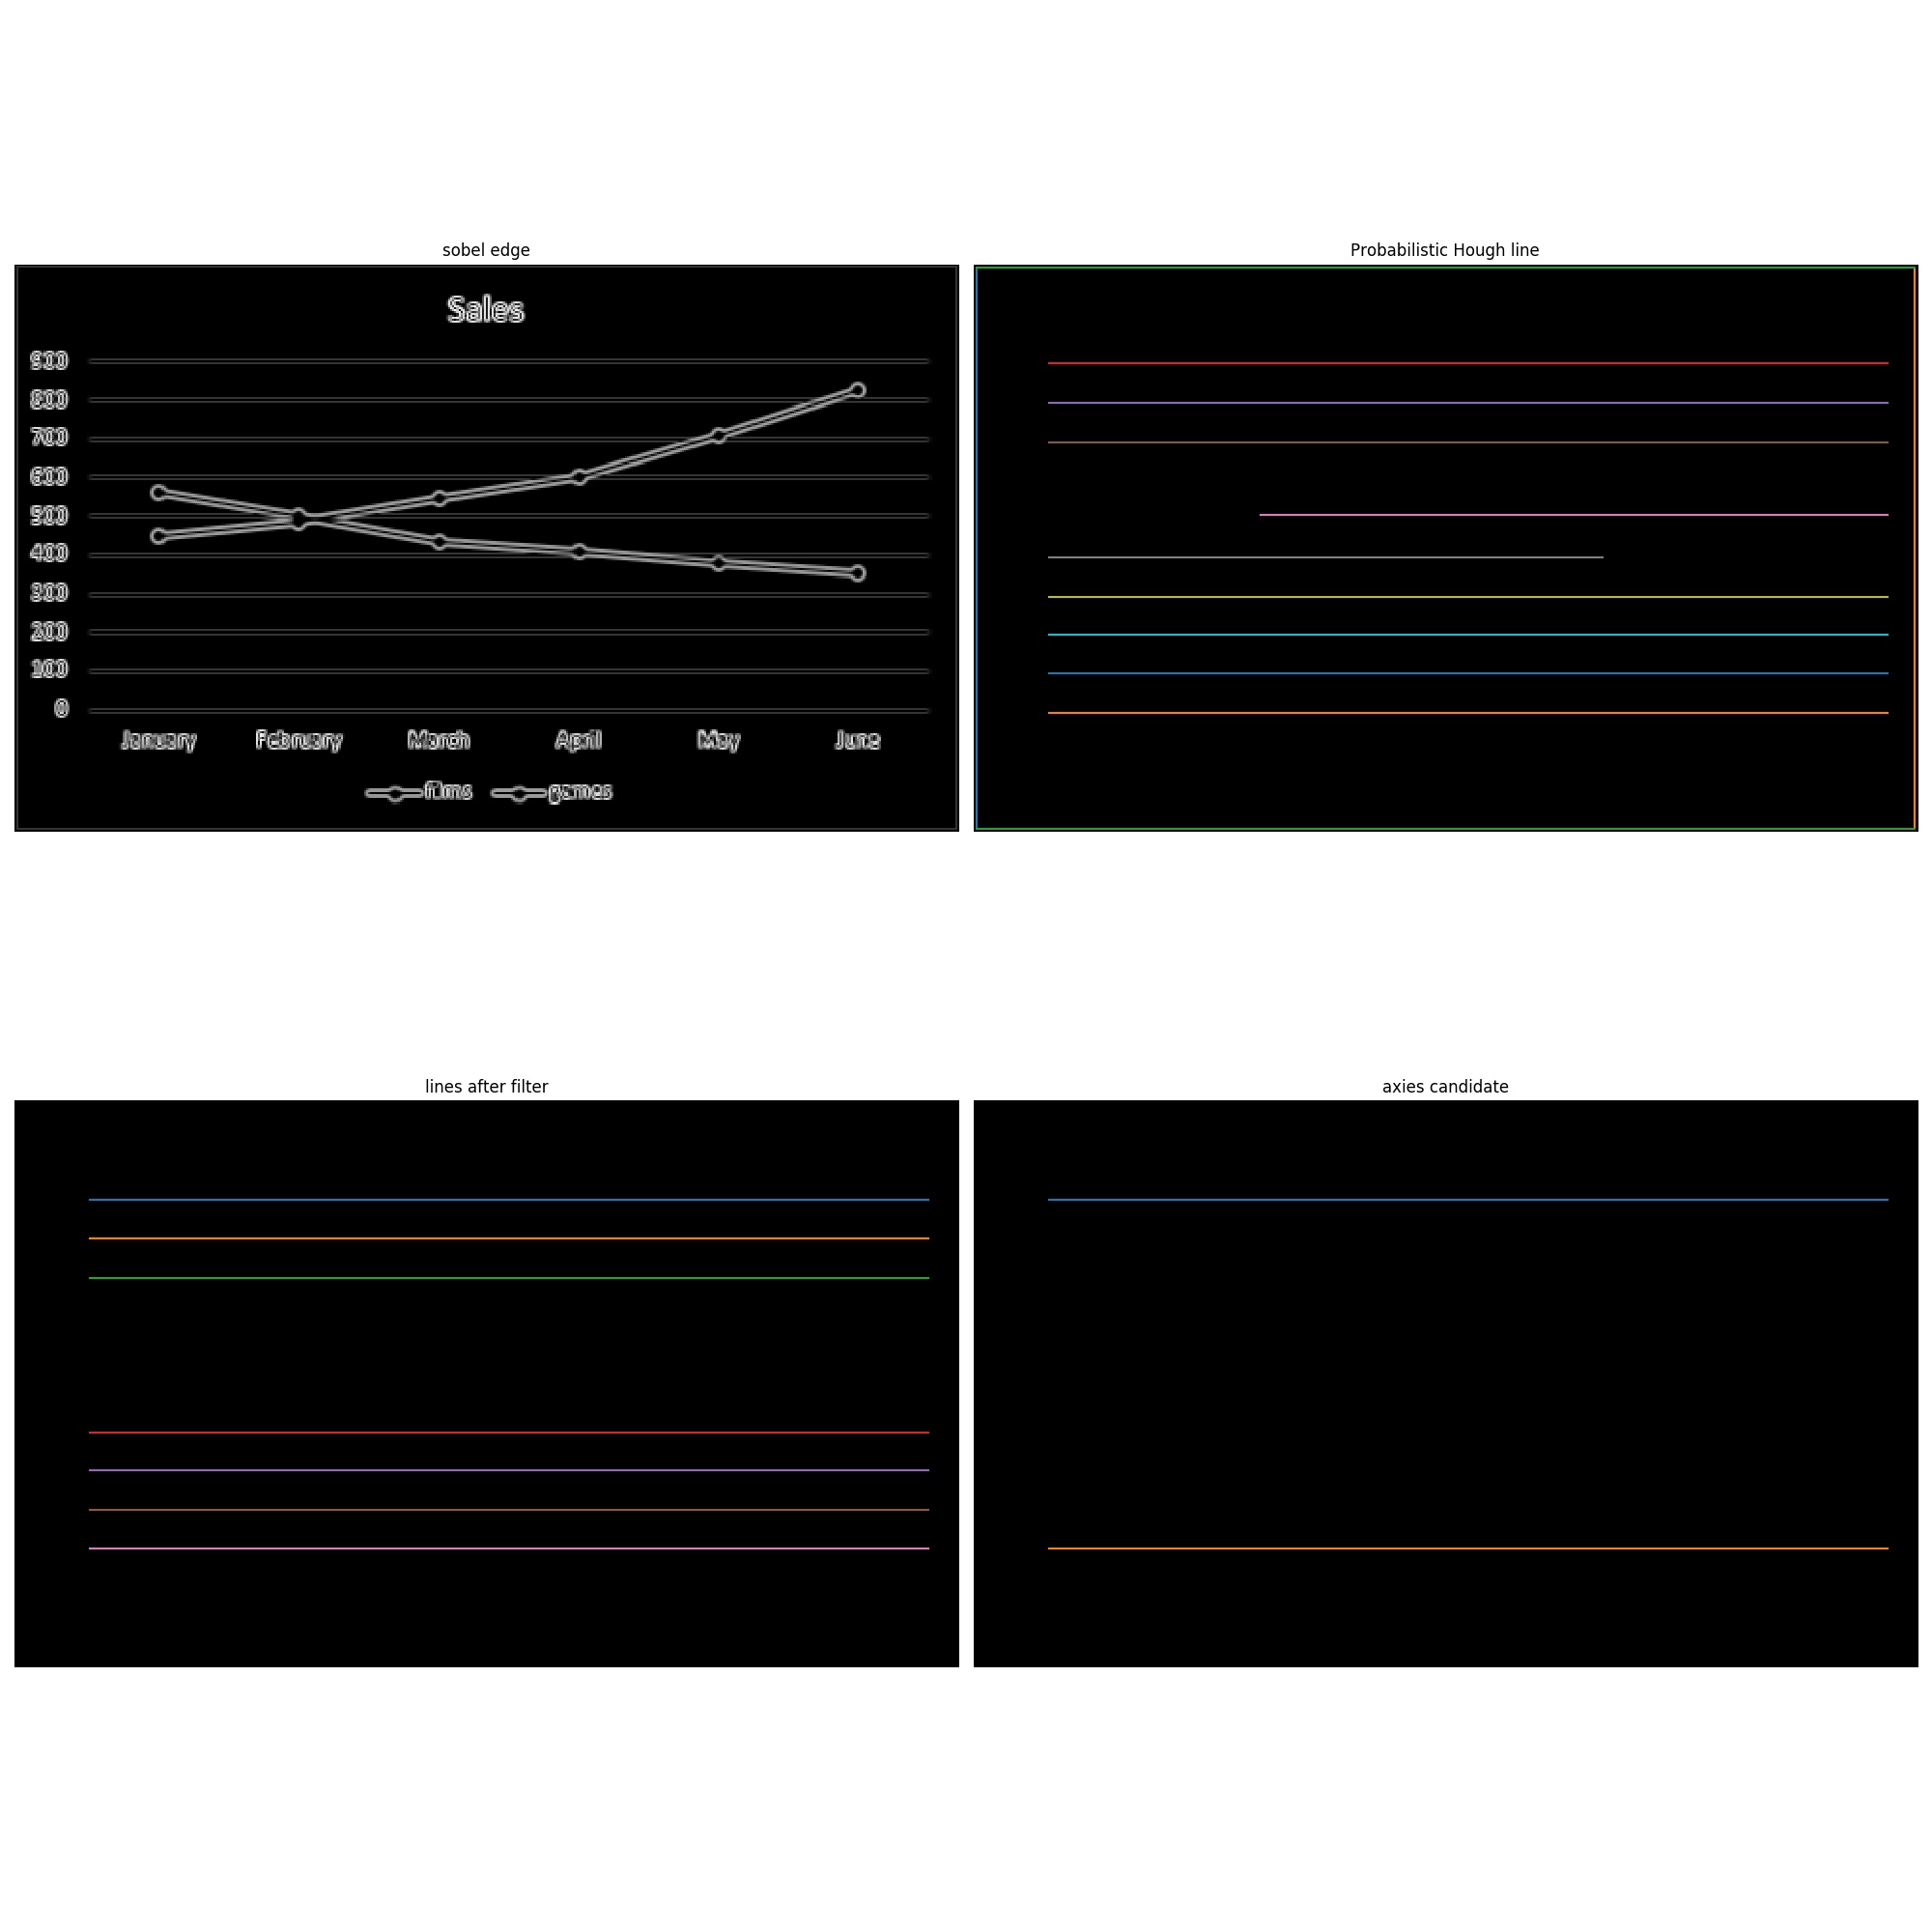 sobel edge
Probabilistic Hough line
Sales
900
800
700
600
500
400
300
200
100
0
January February March April May June
films games
lines after filter
axies candidate